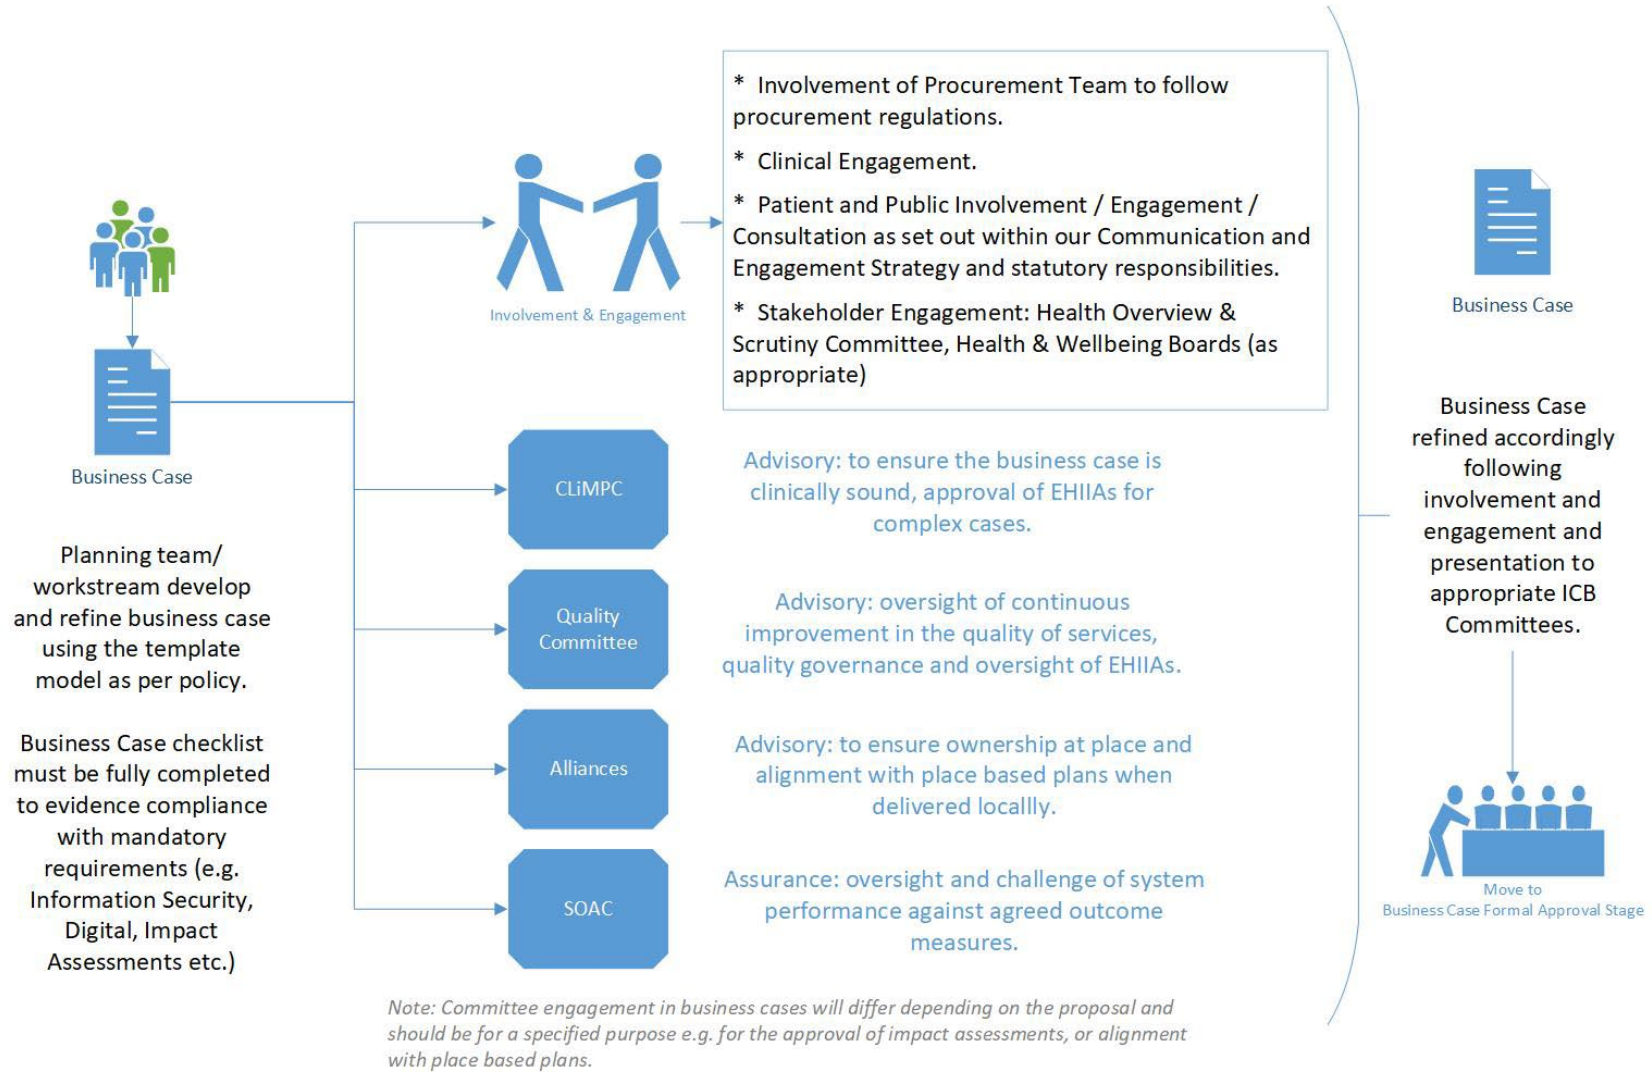 Business Case
Planning team/
workstream develop
and refine business case
using the template
model as per policy.
Business Case checklist
must be fully completed
to evidence compliance
with mandatory
requirements (e.g.
Information Security,
Digital, Impact
Assessments etc.)
Involvement & Engagement
* Involvement of Procurement Team to follow
procurement regulations.
* Clinical Engagement.
* Patient and Public Involvement / Engagement /
Consultation as set out within our Communication and
Engagement Strategy and statutory responsibilities.
* Stakeholder Engagement: Health Overview &
Scrutiny Committee, Health & Wellbeing Boards (as
appropriate)
CLiMPC
Advisory: to ensure the business case is
clinically sound, approval of EHIIAs for
complex cases.
Quality
Committee
Advisory: oversight of continuous
improvement in the quality of services,
quality governance and oversight of EHIIAs.
Alliances
Advisory: to ensure ownership at place and
alignment with place based plans when
delivered locallly.
SOAC
Assurance: oversight and challenge of system
performance against agreed outcome
measures.
Note: Committee engagement in business cases will differ depending on the proposal and
should be for a specified purpose e.g. for the approval of impact assessments, or alignment
with place based plans.
Business Case
Business Case
refined accordingly
following
involvement and
engagement and
presentation to
appropriate ICB
Committees.
Move to
Business Case Formal Approval Stage